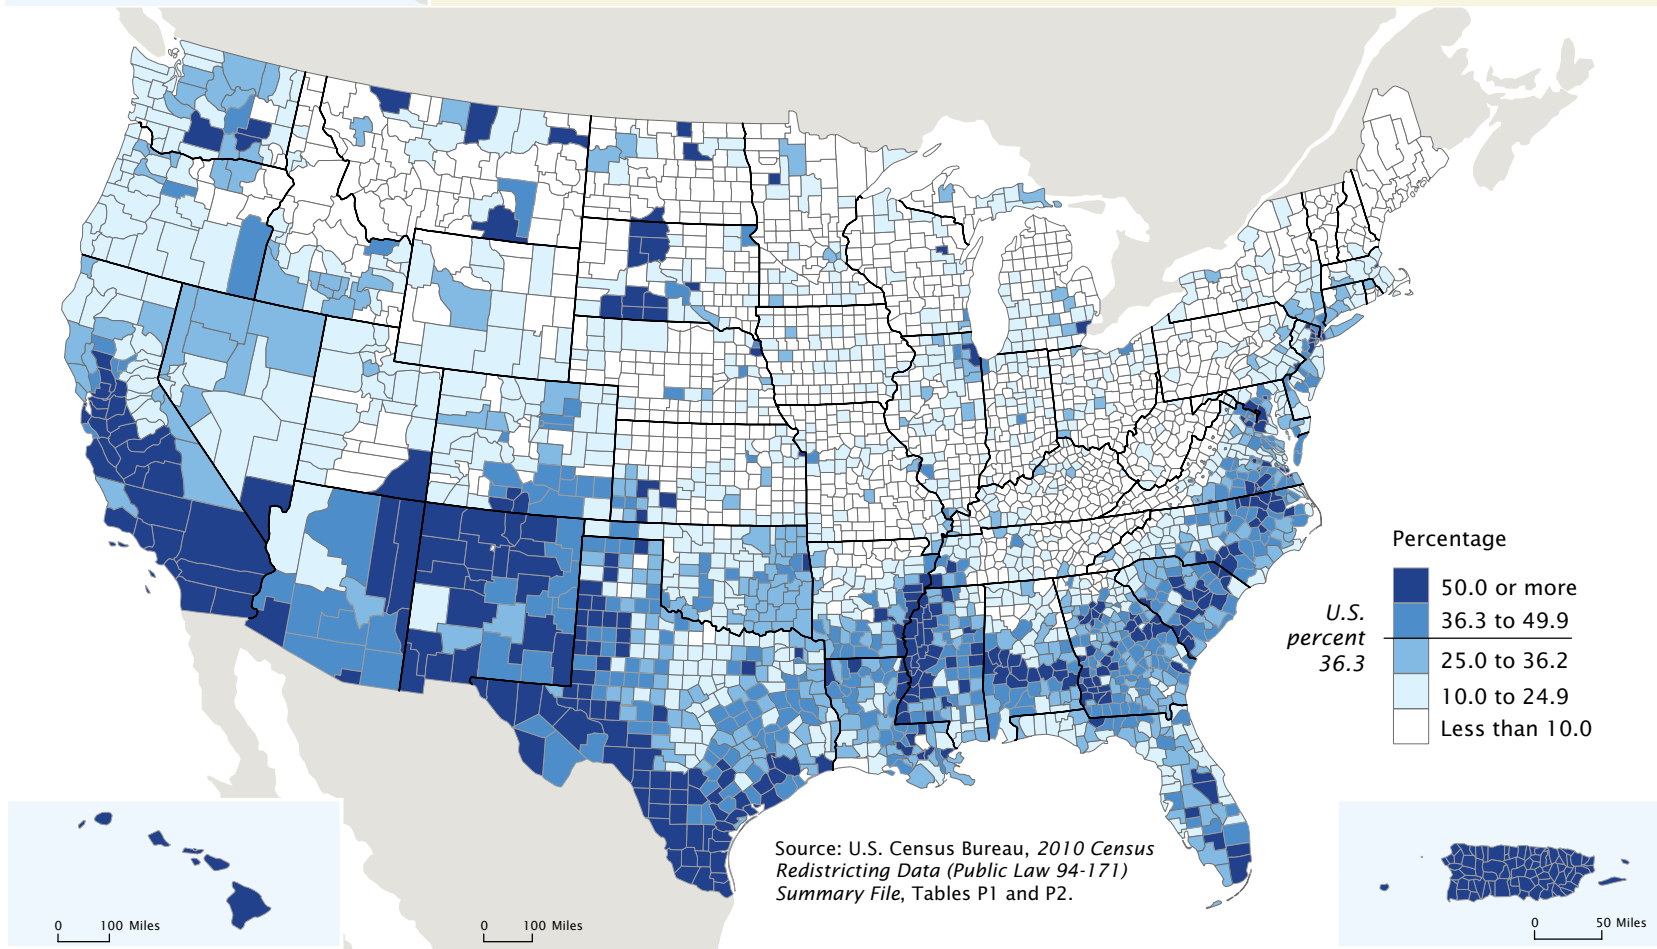 Percentage
50.0 or more
36.3 to 49.9
U.S.
percent
36.3
25.0 to 36.2
10.0 to 24.9
Less than 10.0
Source: U.S. Census Bureau, 2010 Census
Redistricting Data (Public Law 94-171)
Summary File, Tables P1 and P2.
0 100 Miles
0 100 Miles
0 50 Miles